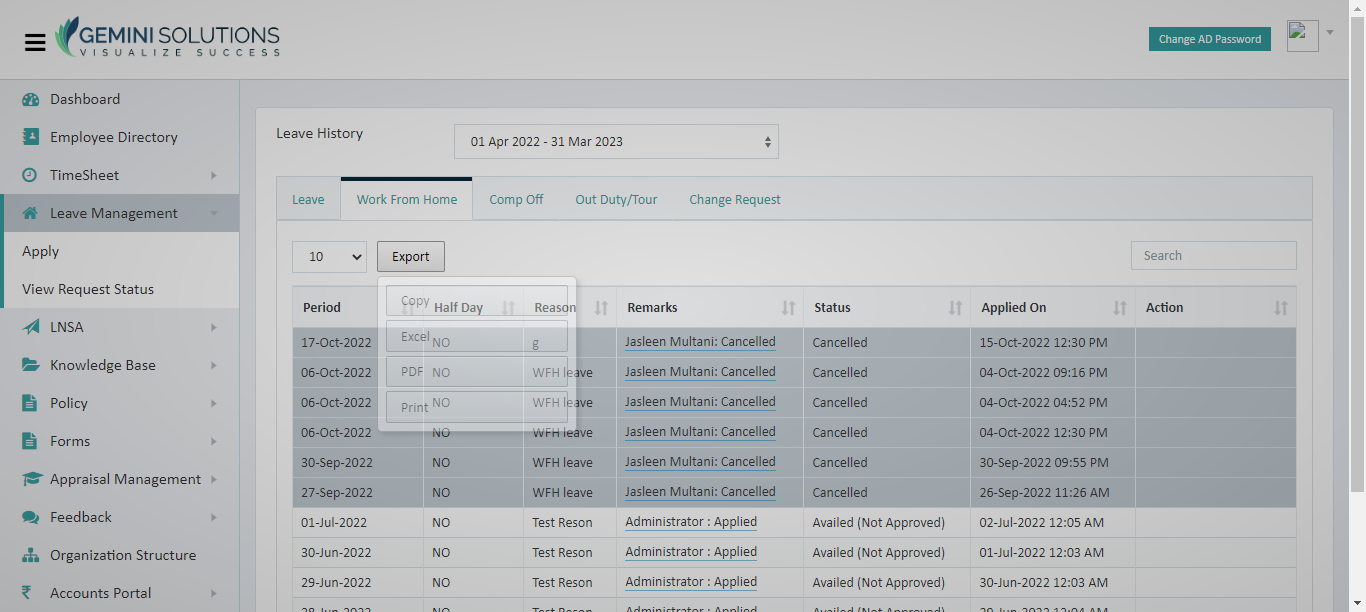 GEMINI SOLUTIONS
VISUALIZE SUCCESS
Change AD Password
Dashboard
Employee Directory
TimeSheet
Leave Management
Apply
View Request Status
LNSA
Knowledge Base
Policy
Forms
Appraisal Management
Feedback
Organization Structure
Accounts Portal
Leave History
01 Apr 2022 - 31 Mar 2023
Leave Work From Home Comp Off Out Duty/Tour Change Request
10 Export Search
Copy
Excel
PDF
Print
Period Half Day Reason Remarks Status Applied On Action
17-Oct-2022 NO g Jasleen Multani: Cancelled Cancelled 15-Oct-2022 12:30 PM
06-Oct-2022 NO WFH leave Jasleen Multani: Cancelled Cancelled 04-Oct-2022 09:16 PM
06-Oct-2022 NO WFH leave Jasleen Multani: Cancelled Cancelled 04-Oct-2022 04:52 PM
06-Oct-2022 NO WFH leave Jasleen Multani: Cancelled Cancelled 04-Oct-2022 12:30 PM
30-Sep-2022 NO WFH leave Jasleen Multani: Cancelled Cancelled 30-Sep-2022 09:55 PM
27-Sep-2022 NO WFH leave Jasleen Multani: Cancelled Cancelled 26-Sep-2022 11:26 AM
01-Jul-2022 NO Test Reson Administrator : Applied Availed (Not Approved) 02-Jul-2022 12:05 AM
30-Jun-2022 NO Test Reson Administrator : Applied Availed (Not Approved) 01-Jul-2022 12:03 AM
29-Jun-2022 NO Test Reson Administrator : Applied Availed (Not Approved) 30-Jun-2022 12:03 AM
28-Jun-2022 NO Test Reson Administrator : Applied Availed (Not Approved) 29-Jun-2022 12:04 AM